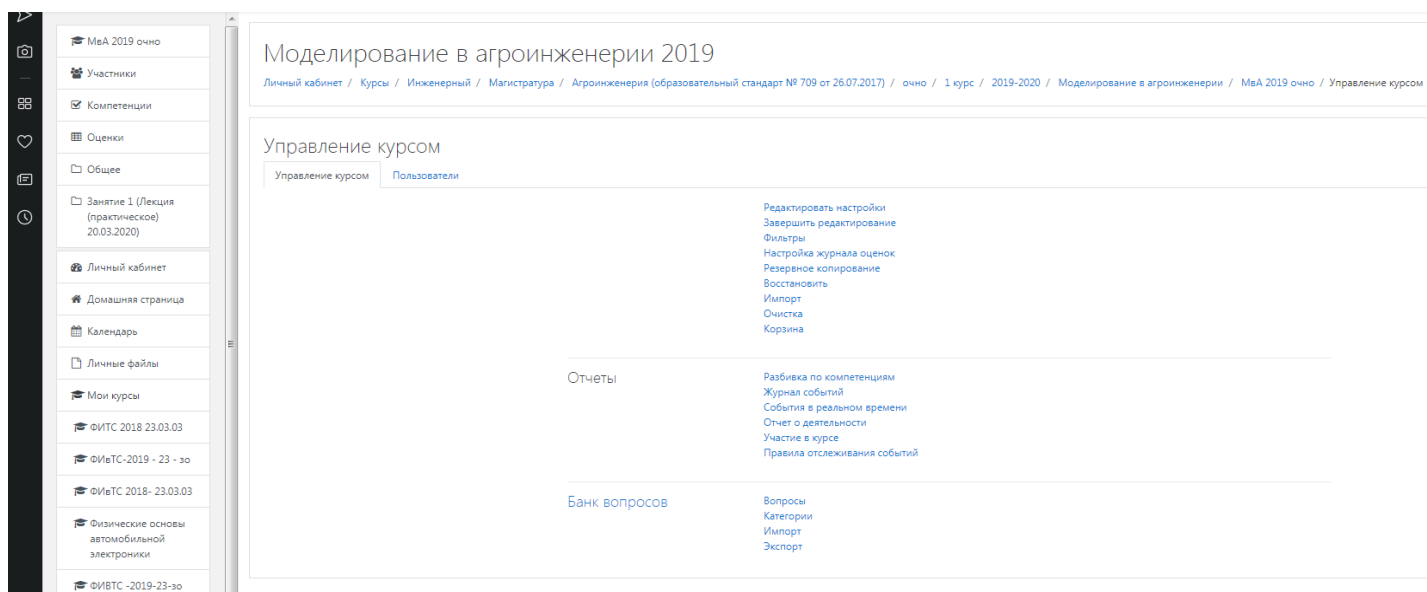 МвА 2019 очно
Участники
Компетенции
Оценки
Общее
Занятие 1 (Лекция
(практическое)
20.03.2020)
Личный кабинет
Домашняя страница
Календарь
Личные файлы
Мои курсы
ФИТС 2018 23.03.03
ФИвТС-2019 - 23 - зо
ФИвТС 2018- 23.03.03
Физические основы
автомобильной
электроники
ФИВТС -2019-23-зо
Моделирование в агроинженерии 2019
Личный кабинет / Курсы / Инженерный / Магистратура / Агроинженерия (образовательный стандарт № 709 от 26.07.2017) / очно / 1 курс / 2019-2020 / Моделирование в агроинженерии / МвА 2019 очно / Управление курсом
Управление курсом
Управление курсом Пользователи
Редактировать настройки
Завершить редактирование
Фильтры
Настройка журнала оценок
Резервное копирование
Восстановить
Импорт
Очистка
Корзина
Отчеты
Разбивка по компетенциям
Журнал событий
События в реальном времени
Отчет о деятельности
Участие в курсе
Правила отслеживания событий
Банк вопросов
Вопросы
Категории
Импорт
Экспорт